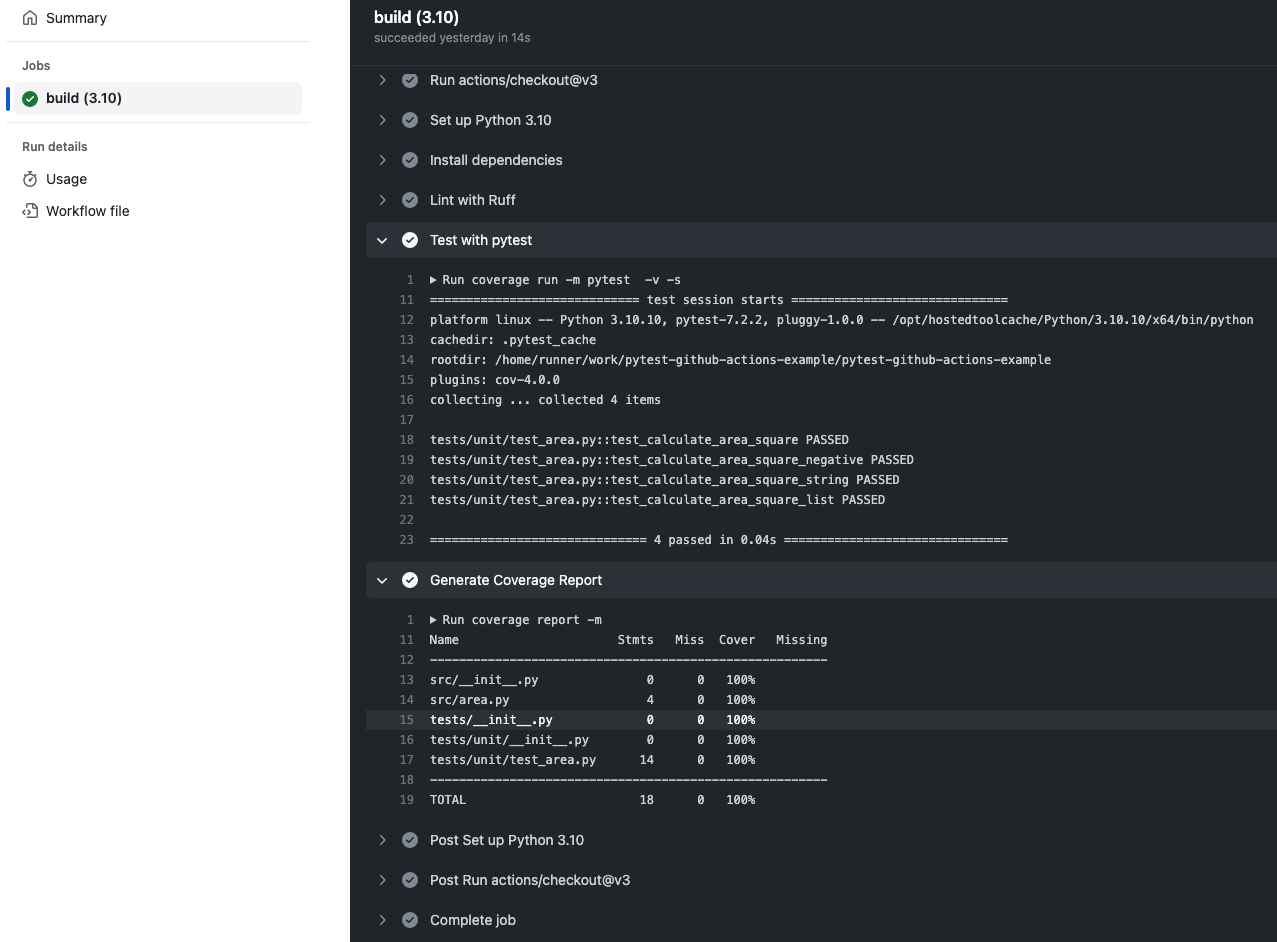 Summary
Jobs
build (3.10)
Run details
Usage
Workflow file
build (3.10)
succeeded yesterday in 14s
Run actions/checkout@v3
Set up Python 3.10
Install dependencies
Lint with Ruff
Test with pytest
1 ▶ Run coverage run -m pytest  -v -s
11 ============================= test session starts ==============================
12 platform linux -- Python 3.10.10, pytest-7.2.2, pluggy-1.0.0 -- /opt/hostedtoolcache/Python/3.10.10/x64/bin/python
13 cachedir: .pytest_cache
14 rootdir: /home/runner/work/pytest-github-actions-example/pytest-github-actions-example
15 plugins: cov-4.0.0
16 collecting ... collected 4 items
17
18 tests/unit/test_area.py::test_calculate_area_square PASSED
19 tests/unit/test_area.py::test_calculate_area_square_negative PASSED
20 tests/unit/test_area.py::test_calculate_area_square_string PASSED
21 tests/unit/test_area.py::test_calculate_area_square_list PASSED
22
23 ============================== 4 passed in 0.04s ===============================
Generate Coverage Report
1 ▶ Run coverage report -m
11 Name                      Stmts   Miss  Cover   Missing
12 -------------------------------------------------------
13 src/__init__.py               0      0   100%
14 src/area.py                   4      0   100%
15 tests/__init__.py             0      0   100%
16 tests/unit/__init__.py        0      0   100%
17 tests/unit/test_area.py      14      0   100%
18 -------------------------------------------------------
19 TOTAL                        18      0   100%
Post Set up Python 3.10
Post Run actions/checkout@v3
Complete job